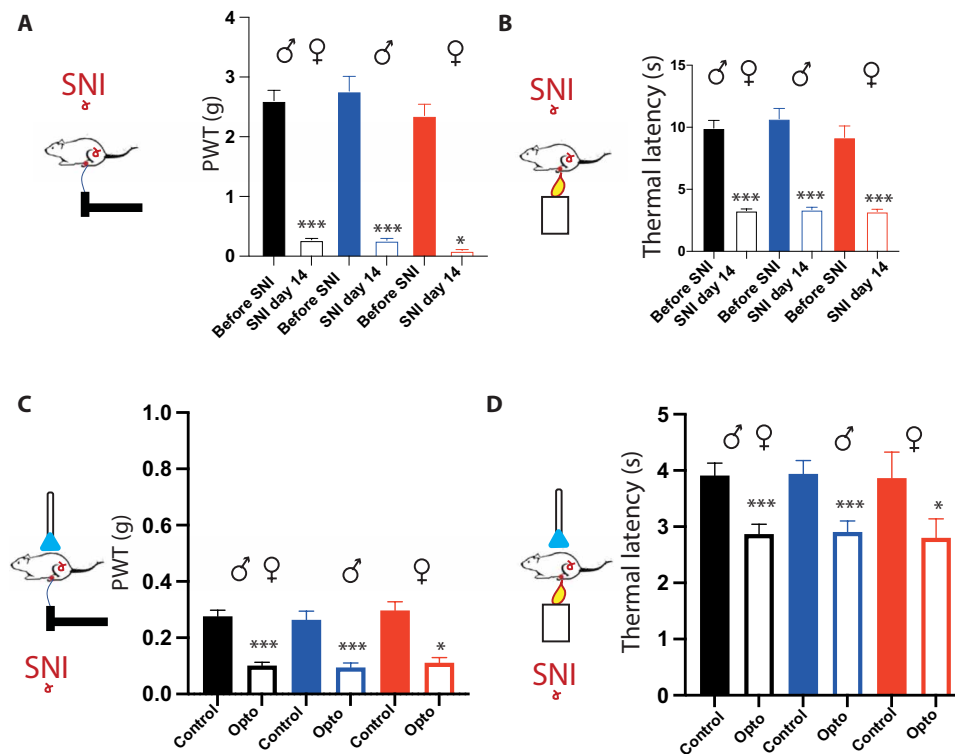 A
SNI
PWT (g)
4
3
2
1
0
♂ ♀ ♂ ♀
*** *** *
Before SNI
SNI day 14
Before SNI
SNI day 14
Before SNI
SNI day 14
B
SNI
Thermal latency (s)
15
10
5
0
♂ ♀ ♂ ♀
*** *** ***
Before SNI
SNI day 14
Before SNI
SNI day 14
Before SNI
SNI day 14
C
SNI
PWT (g)
1.0
0.8
0.6
0.4
0.2
0.0
♂ ♀ ♂ ♀
*** *** *
Control
Opto
Control
Opto
Control
Opto
D
SNI
Thermal latency (s)
5
4
3
2
1
0
♂ ♀ ♂ ♀
*** *** *
Control
Opto
Control
Opto
Control
Opto